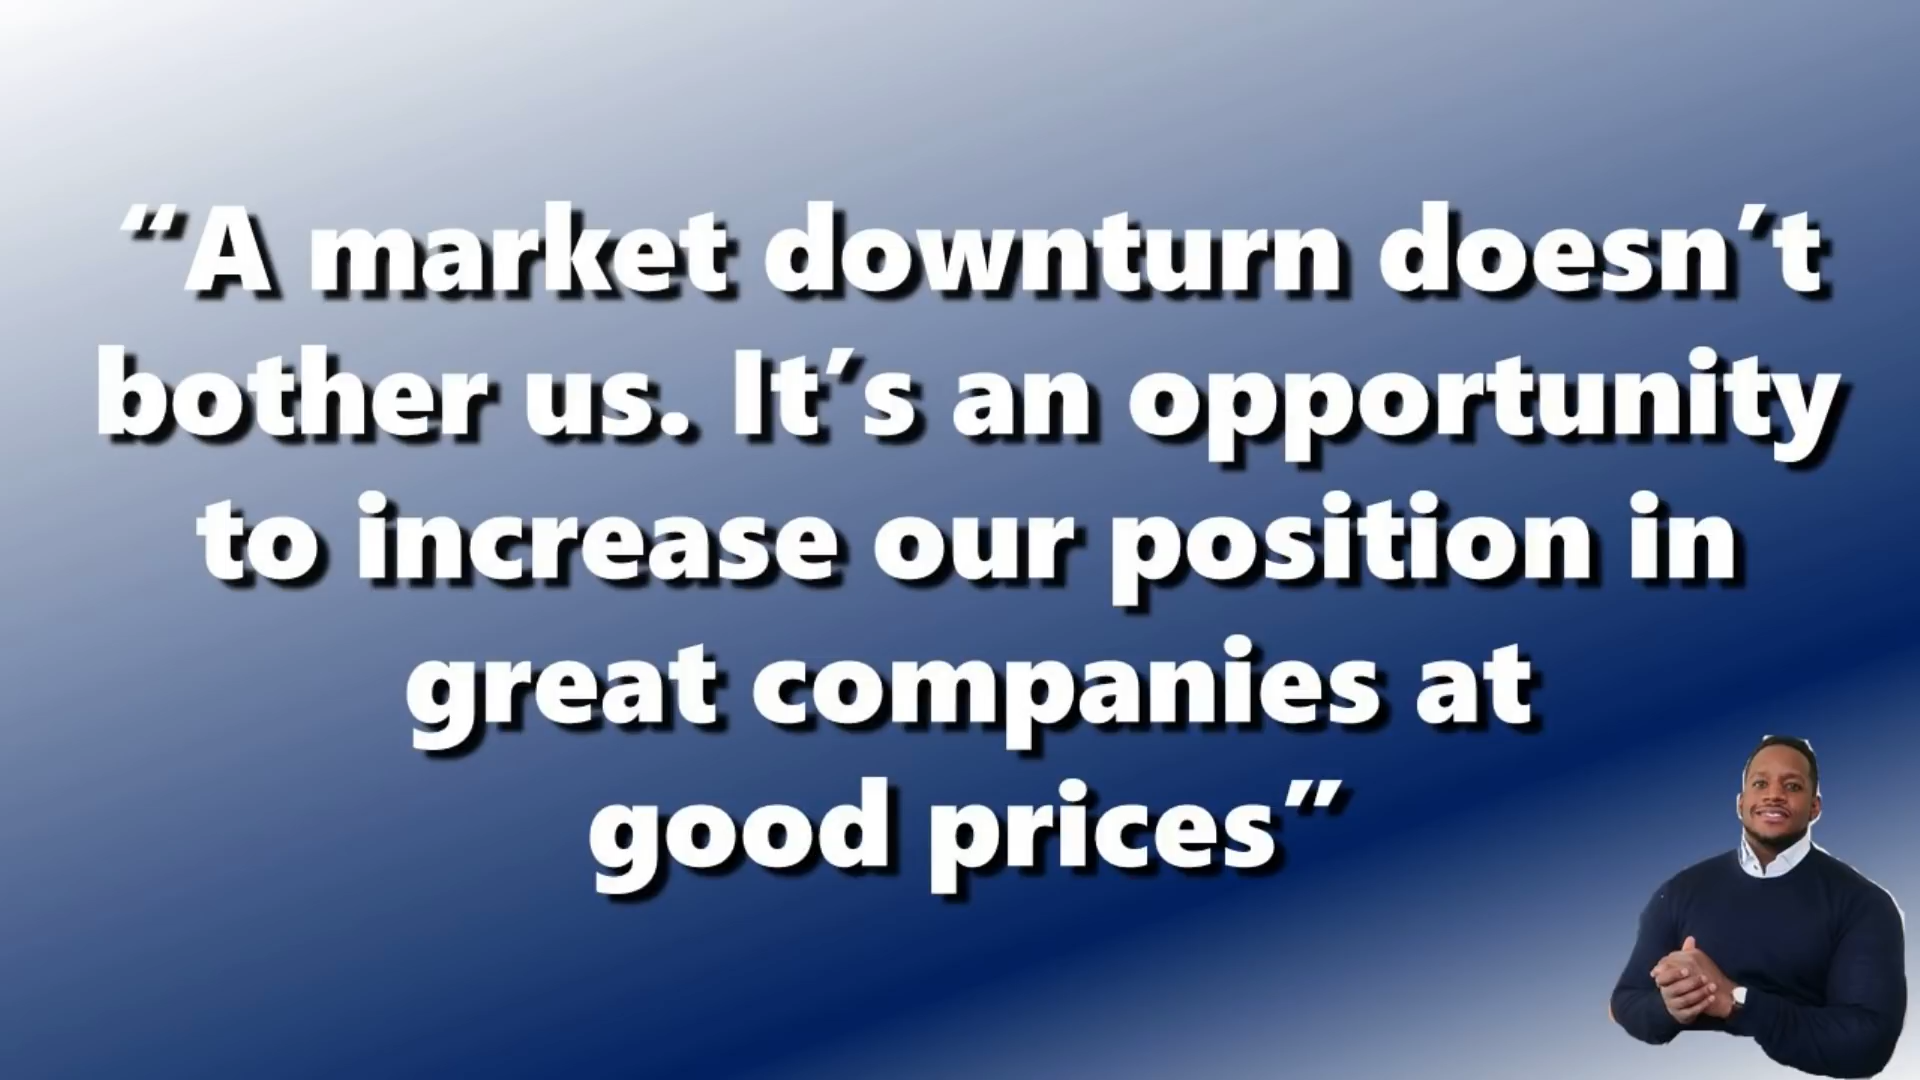 “A market downturn doesn’t
bother us. It’s an opportunity
to increase our position in
great companies at
good prices”